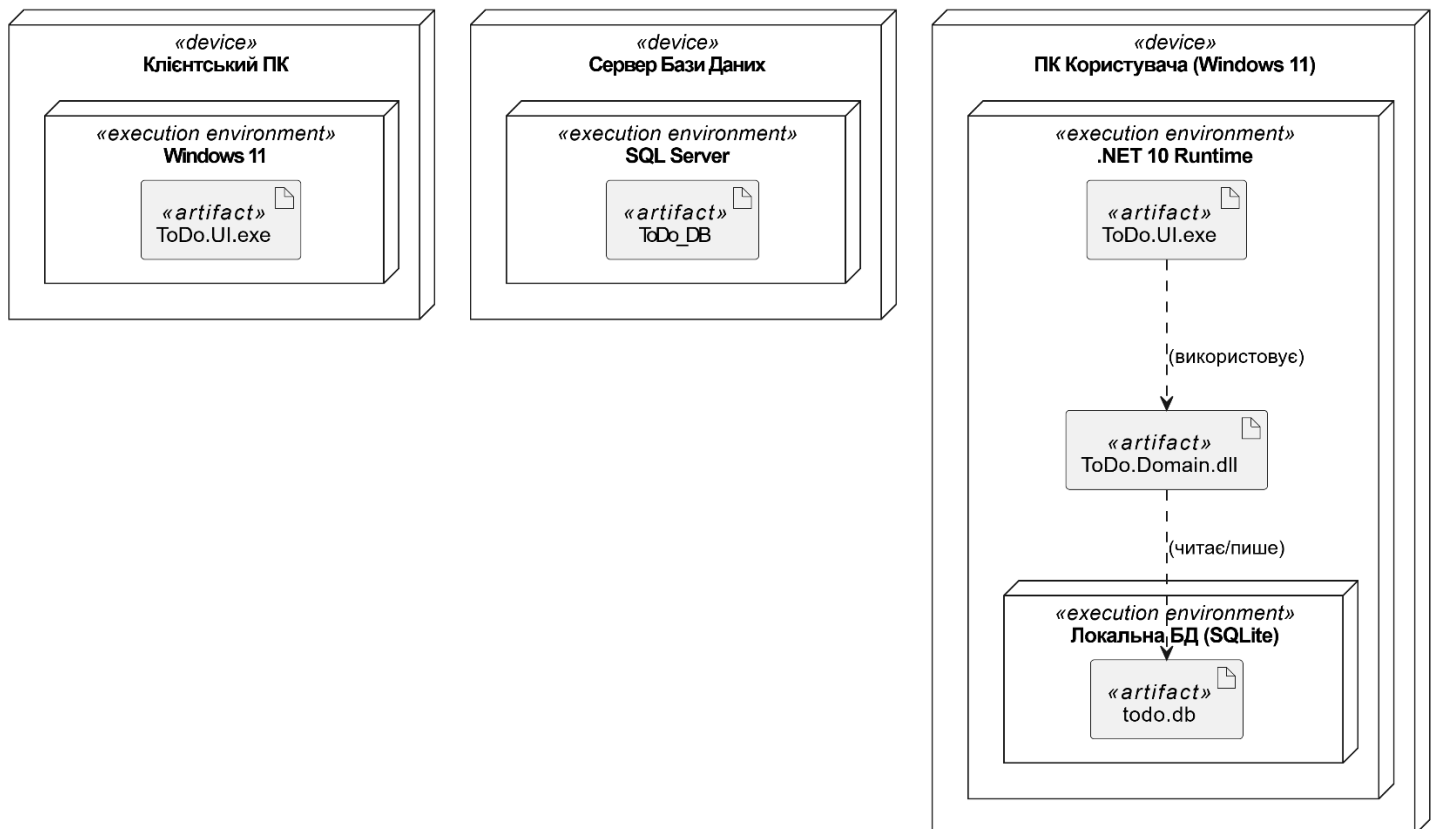 «device»
Клієнтський ПК
«execution environment»
Windows 11
«artifact»
ToDo.UI.exe
«device»
Сервер Бази Даних
«execution environment»
SQL Server
«artifact»
ToDo_DB
«device»
ПК Користувача (Windows 11)
«execution environment»
.NET 10 Runtime
«artifact»
ToDo.UI.exe
(використовує)
«artifact»
ToDo.Domain.dll
(читає/пише)
«execution environment»
Локальна БД (SQLite)
«artifact»
todo.db